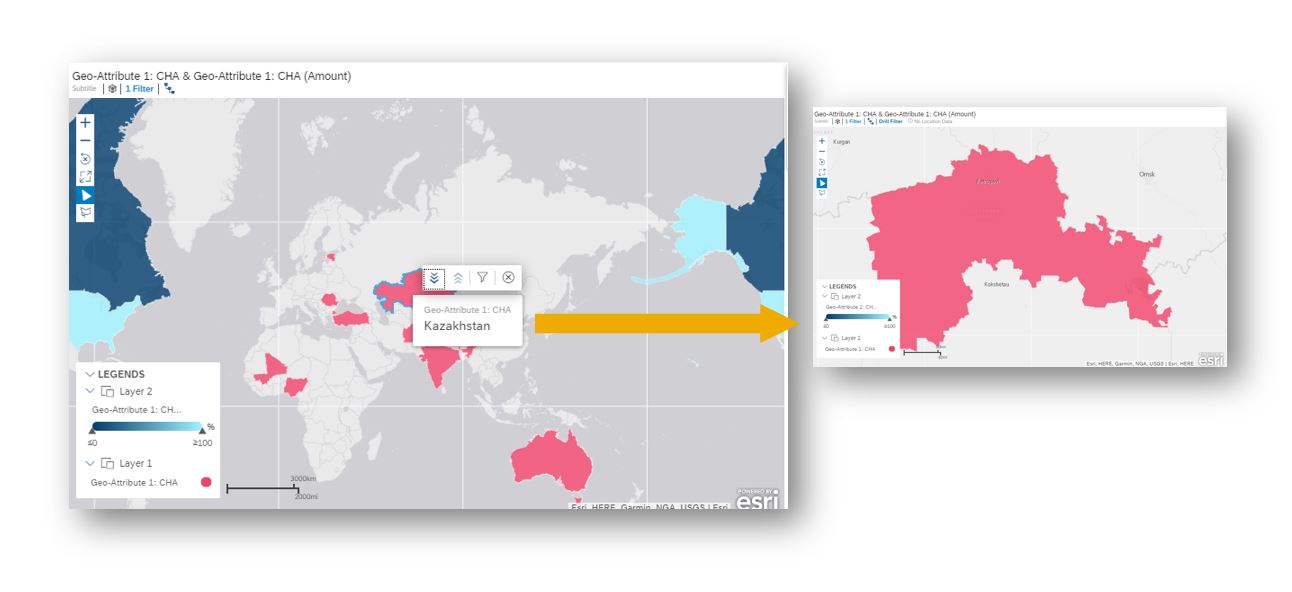 Geo-Attribute 1: CHA & Geo-Attribute 1: CHA (Amount)
Subtitle | | 1 Filter |
Geo-Attribute 1: CHA
Kazakhstan
LEGENDS
Layer 2
Geo-Attribute 1: CH...
%
≤0 ≥100
Layer 1
Geo-Attribute 1: CHA
3000km
2000mi
POWERED BY
esri
Esri, HERE, Garmin, NGA, USGS | Esri
Geo-Attribute 1: CHA & Geo-Attribute 1: CHA (Amount)
Subtitle | | 1 Filter | | Drill Filter No Location Data
Kurgan
Omsk
Kokshetau
LEGENDS
Layer 2
Geo-Attribute 1: CH...
%
≤0 ≥100
Layer 1
Geo-Attribute 1: CHA
Esri, HERE, Garmin, NGA, USGS | Esri, HERE
esri